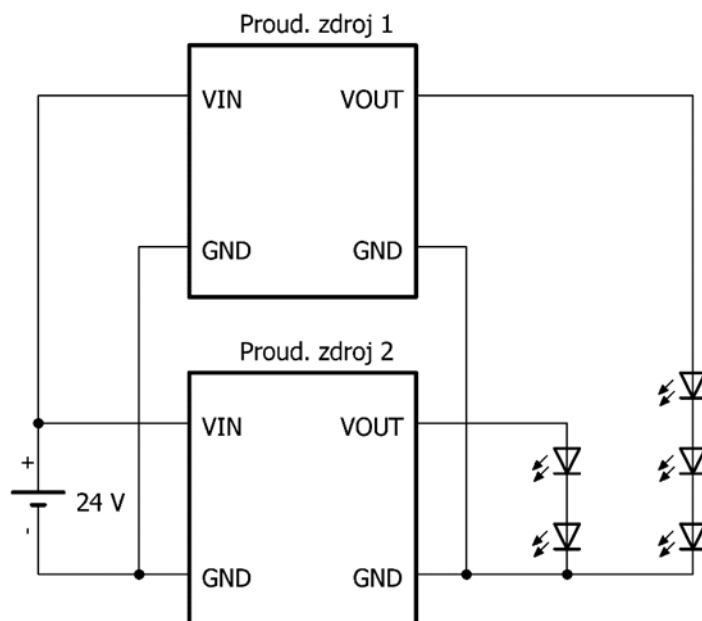 Proud. zdroj 1
VIN VOUT
GND GND
Proud. zdroj 2
VIN VOUT
+
24 V
-
GND GND